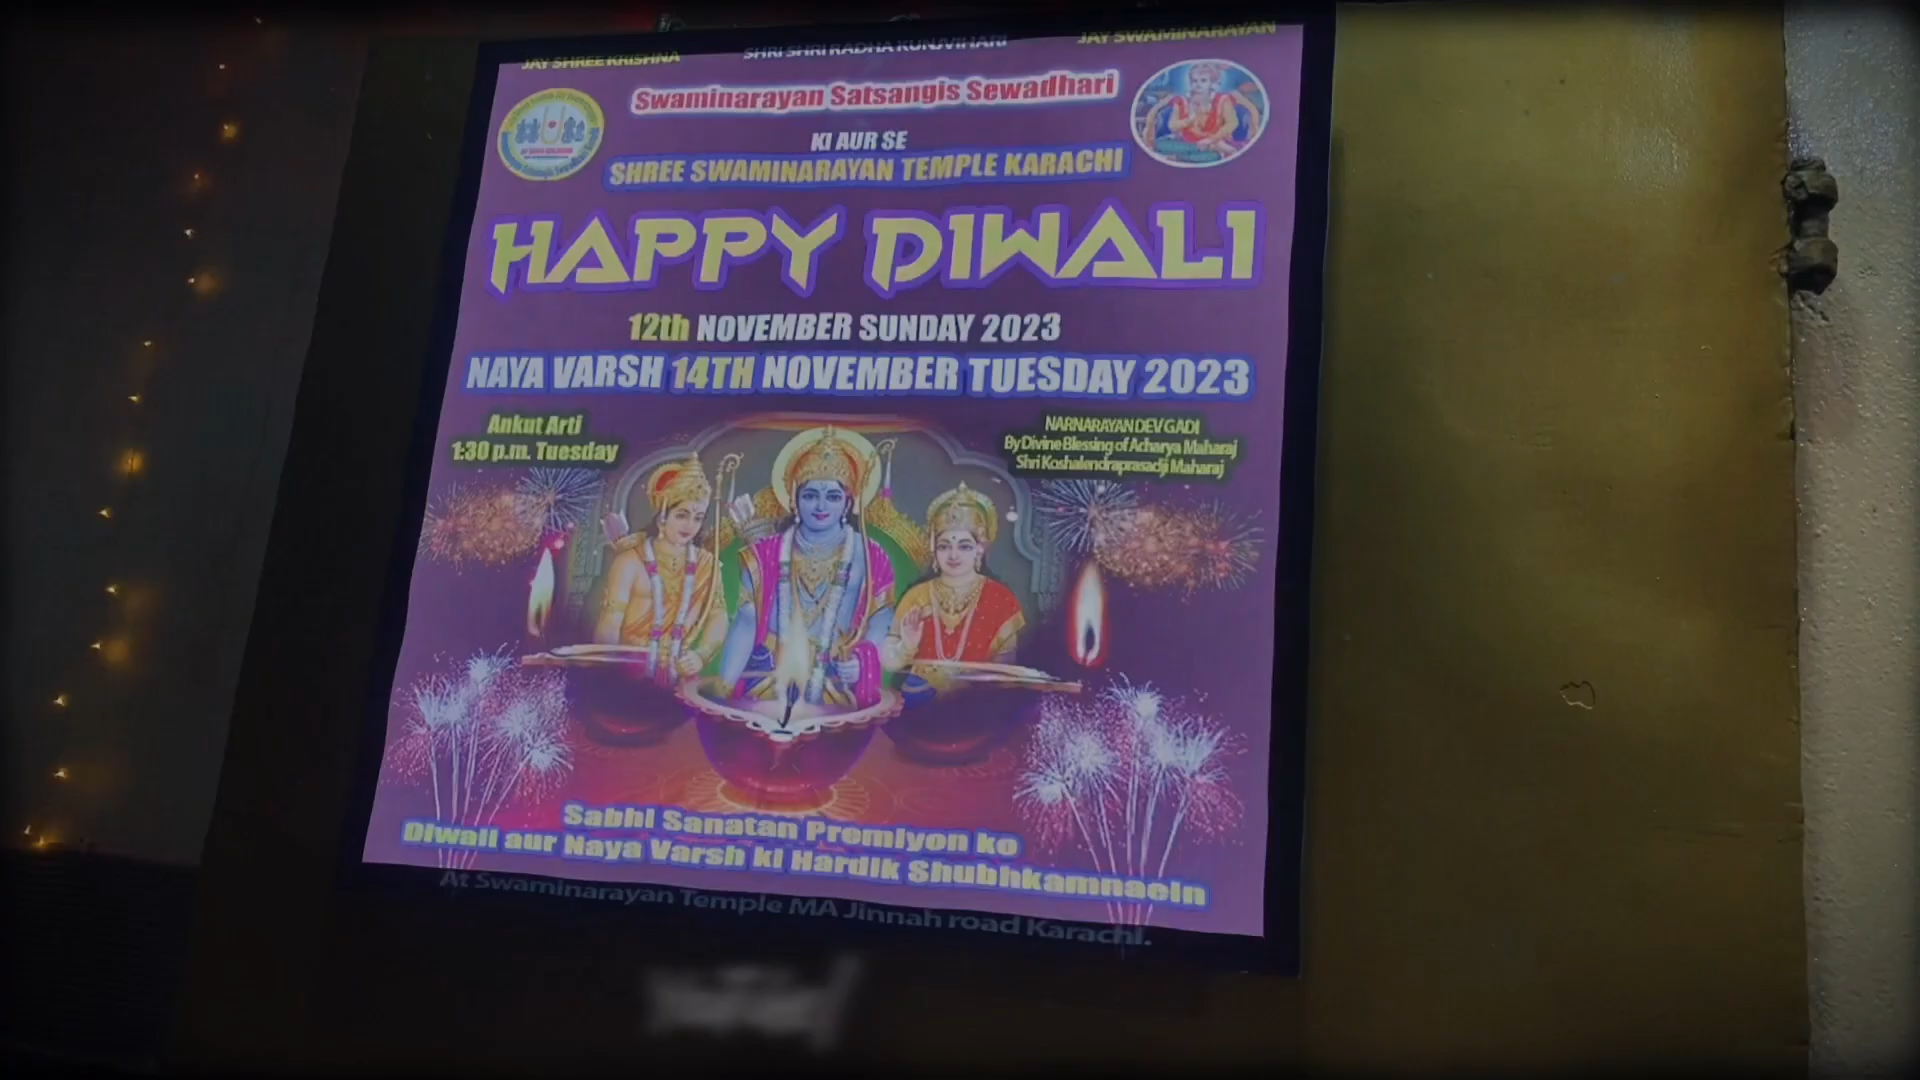 JAY SHREE KRISHNA
SHRI SHRI RADHA KUNJVIHARI
JAY SWAMINARAYAN
Swaminarayan Satsangis Sewadhari
KI AUR SE
SHREE SWAMINARAYAN TEMPLE KARACHI
HAPPY DIWALI
12th NOVEMBER SUNDAY 2023
NAYA VARSH 14TH NOVEMBER TUESDAY 2023
Ankut Arti
1:30 p.m. Tuesday
NARNARAYAN DEV GADI
By Divine Blessing of Acharya Maharaj
Shri Koshalendraprasadji Maharaj
Sabhi Sanatan Premiyon ko
Diwali aur Naya Varsh ki Hardik Shubhkamnaein
At Swaminarayan Temple MA Jinnah road Karachi.